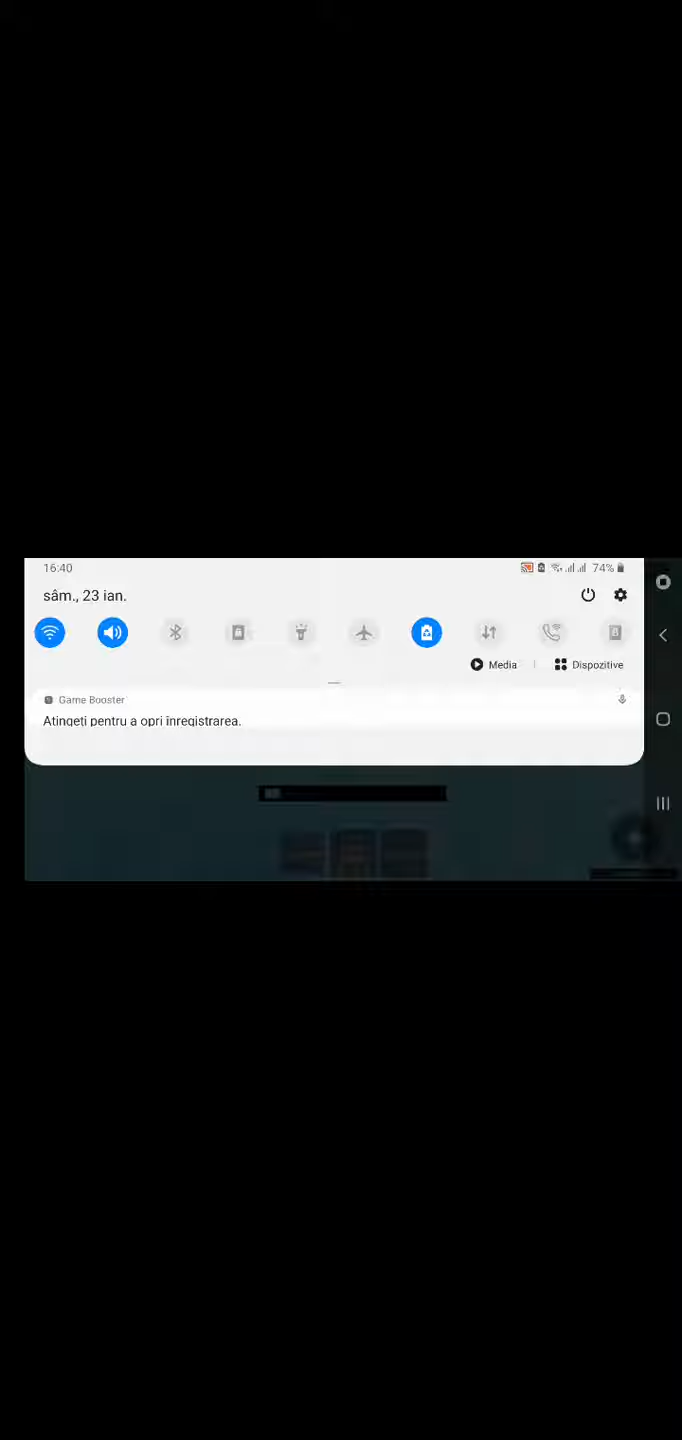 16:40
74%
sâm., 23 ian.
Media
Dispozitive
Game Booster
Atingeți pentru a opri înregistrarea.